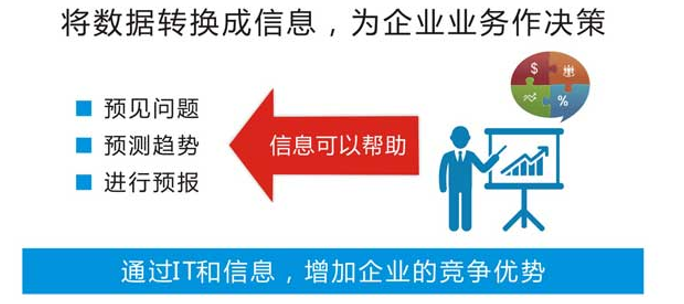 将数据转换成信息，为企业业务作决策
预见问题
预测趋势
进行预报
信息可以帮助
$
%
通过IT和信息，增加企业的竞争优势